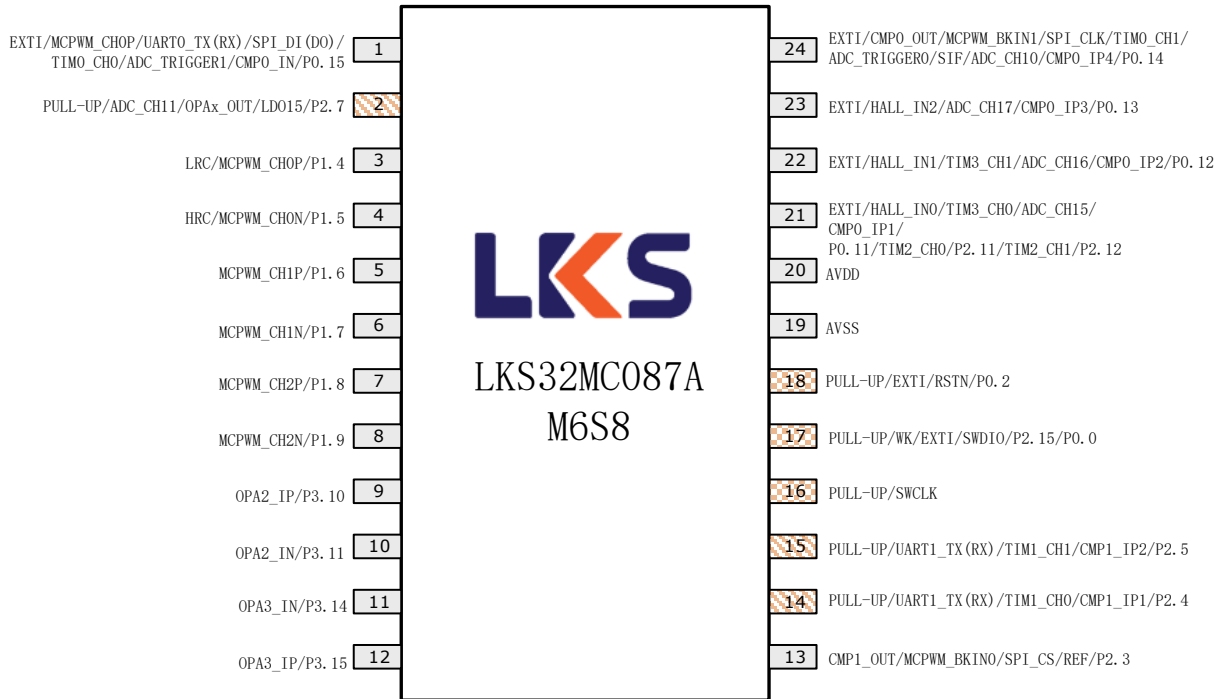 EXTI/MCPWM_CH0P/UART0_TX(RX)/SPI_DI(DO)/
TIM0_CH0/ADC_TRIGGER1/CMP0_IN/P0.15
1
PULL-UP/ADC_CH11/OPAx_OUT/LDO15/P2.7
2
LRC/MCPWM_CH0P/P1.4
3
HRC/MCPWM_CH0N/P1.5
4
MCPWM_CH1P/P1.6
5
MCPWM_CH1N/P1.7
6
MCPWM_CH2P/P1.8
7
MCPWM_CH2N/P1.9
8
OPA2_IP/P3.10
9
OPA2_IN/P3.11
10
OPA3_IN/P3.14
11
OPA3_IP/P3.15
12
LKS
LKS32MC087A
M6S8
24
EXTI/CMP0_OUT/MCPWM_BKIN1/SPI_CLK/TIM0_CH1/
ADC_TRIGGER0/SIF/ADC_CH10/CMP0_IP4/P0.14
23
EXTI/HALL_IN2/ADC_CH17/CMP0_IP3/P0.13
22
EXTI/HALL_IN1/TIM3_CH1/ADC_CH16/CMP0_IP2/P0.12
21
EXTI/HALL_IN0/TIM3_CH0/ADC_CH15/
CMP0_IP1/
P0.11/TIM2_CH0/P2.11/TIM2_CH1/P2.12
20
AVDD
19
AVSS
18
PULL-UP/EXTI/RSTN/P0.2
17
PULL-UP/WK/EXTI/SWDIO/P2.15/P0.0
16
PULL-UP/SWCLK
15
PULL-UP/UART1_TX(RX)/TIM1_CH1/CMP1_IP2/P2.5
14
PULL-UP/UART1_TX(RX)/TIM1_CH0/CMP1_IP1/P2.4
13
CMP1_OUT/MCPWM_BKIN0/SPI_CS/REF/P2.3